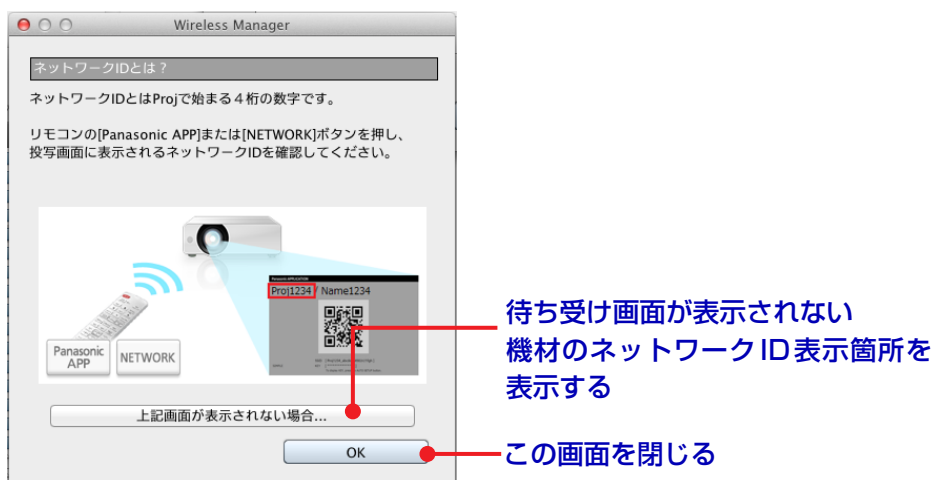 Wireless Manager
ネットワークIDとは？
ネットワークIDとはProjで始まる４桁の数字です。
リモコンの[Panasonic APP]または[NETWORK]ボタンを押し、
投写画面に表示されるネットワークIDを確認してください。
Panasonic APPLICATION
Proj1234 / Name1234
Panasonic
APP
NETWORK
上記画面が表示されない場合...
OK
待ち受け画面が表示されない
機材のネットワークID表示箇所を
表示する
この画面を閉じる